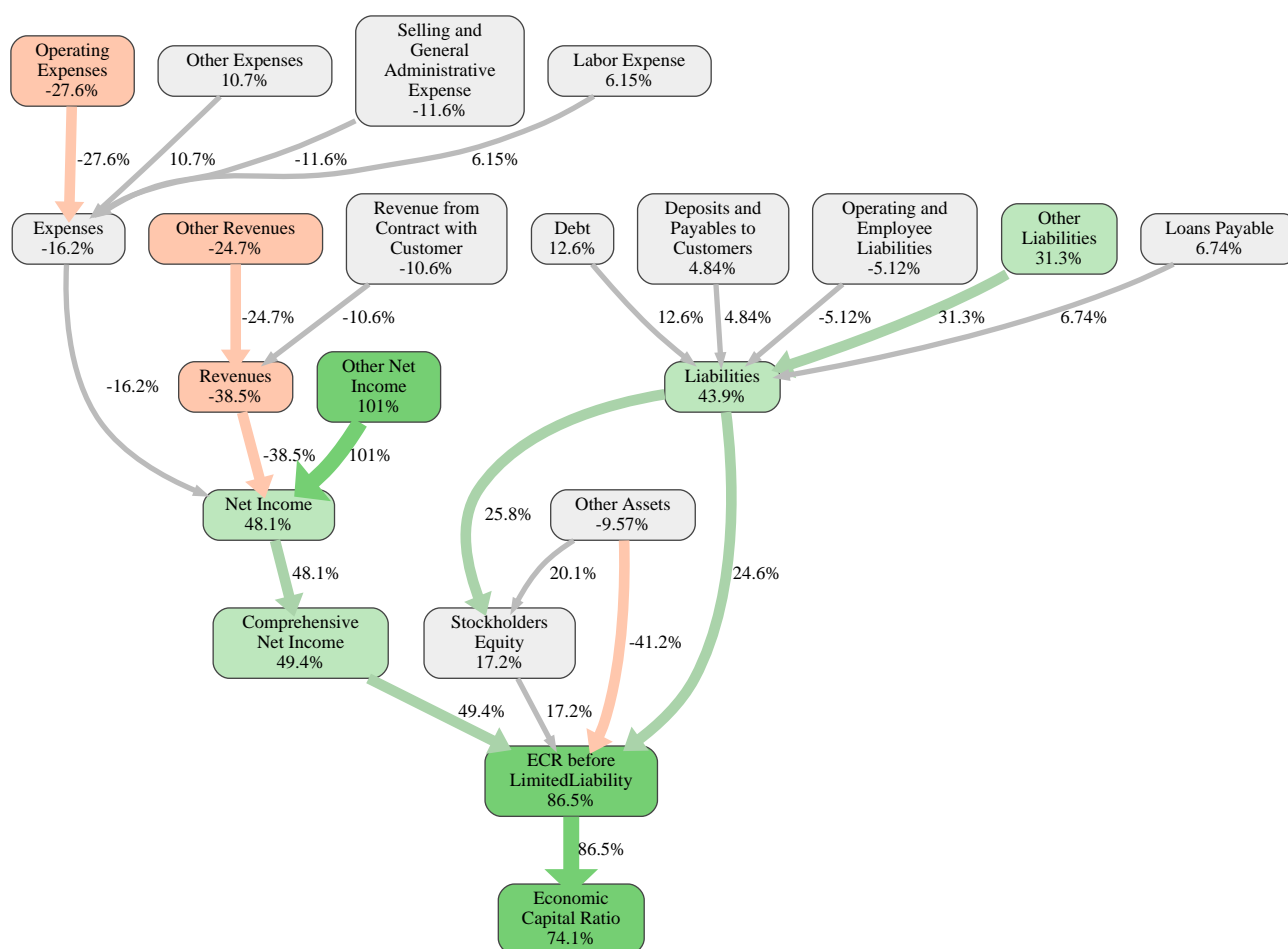 Operating
Expenses
-27.6%
Other Expenses
10.7%
Selling and
General
Administrative
Expense
-11.6%
Labor Expense
6.15%
-27.6%
10.7%
-11.6%
6.15%
Expenses
-16.2%
Other Revenues
-24.7%
Revenue from
Contract with
Customer
-10.6%
Debt
12.6%
Deposits and
Payables to
Customers
4.84%
Operating and
Employee
Liabilities
-5.12%
Other
Liabilities
31.3%
Loans Payable
6.74%
-24.7%
-10.6%
12.6%
4.84%
-5.12%
31.3%
6.74%
-16.2%
Revenues
-38.5%
Other Net
Income
101%
Liabilities
43.9%
-38.5%
101%
Net Income
48.1%
25.8%
Other Assets
-9.57%
48.1%
20.1%
24.6%
Comprehensive
Net Income
49.4%
Stockholders
Equity
17.2%
-41.2%
49.4%
17.2%
ECR before
LimitedLiability
86.5%
86.5%
Economic
Capital Ratio
74.1%